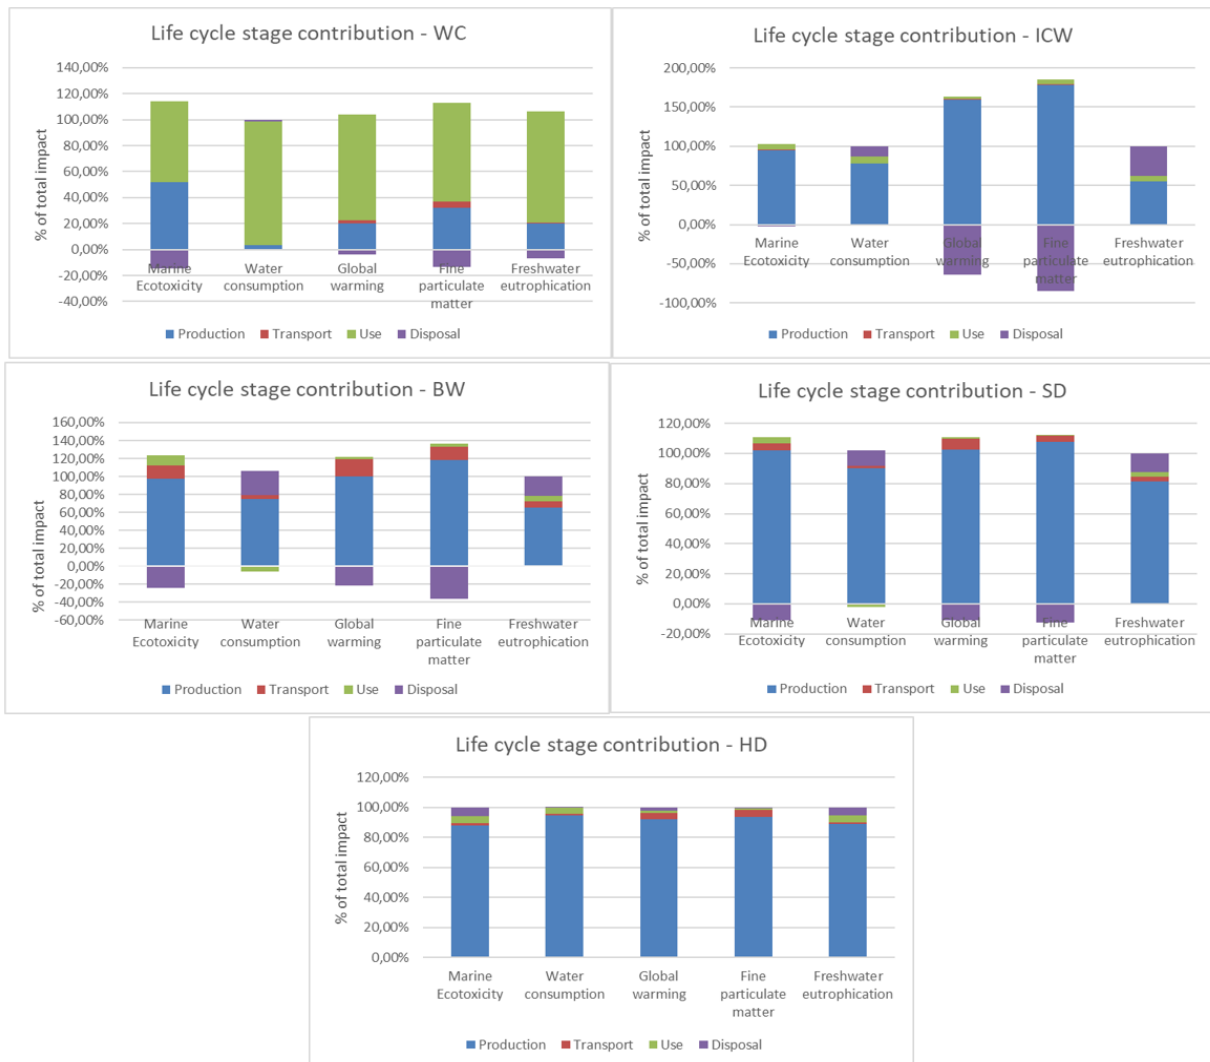 Life cycle stage contribution - WC
% of total impact
140,00%
120,00%
100,00%
80,00%
60,00%
40,00%
20,00%
0,00%
-20,00%
-40,00%
Marine Ecotoxicity
Water consumption
Global warming
Fine particulate matter
Freshwater eutrophication
Production Transport Use Disposal
Life cycle stage contribution - ICW
% of total impact
200,00%
150,00%
100,00%
50,00%
0,00%
-50,00%
-100,00%
Marine Ecotoxicity
Water consumption
Global warming
Fine particulate matter
Freshwater eutrophication
Production Transport Use Disposal
Life cycle stage contribution - BW
% of total impact
160,00%
140,00%
120,00%
100,00%
80,00%
60,00%
40,00%
20,00%
0,00%
-20,00%
-40,00%
-60,00%
Marine Ecotoxicity
Water consumption
Global warming
Fine particulate matter
Freshwater eutrophication
Production Transport Use Disposal
Life cycle stage contribution - SD
% of total impact
120,00%
100,00%
80,00%
60,00%
40,00%
20,00%
0,00%
-20,00%
Marine Ecotoxicity
Water consumption
Global warming
Fine particulate matter
Freshwater eutrophication
Production Transport Use Disposal
Life cycle stage contribution - HD
% of total impact
120,00%
100,00%
80,00%
60,00%
40,00%
20,00%
0,00%
Marine Ecotoxicity
Water consumption
Global warming
Fine particulate matter
Freshwater eutrophication
Production Transport Use Disposal